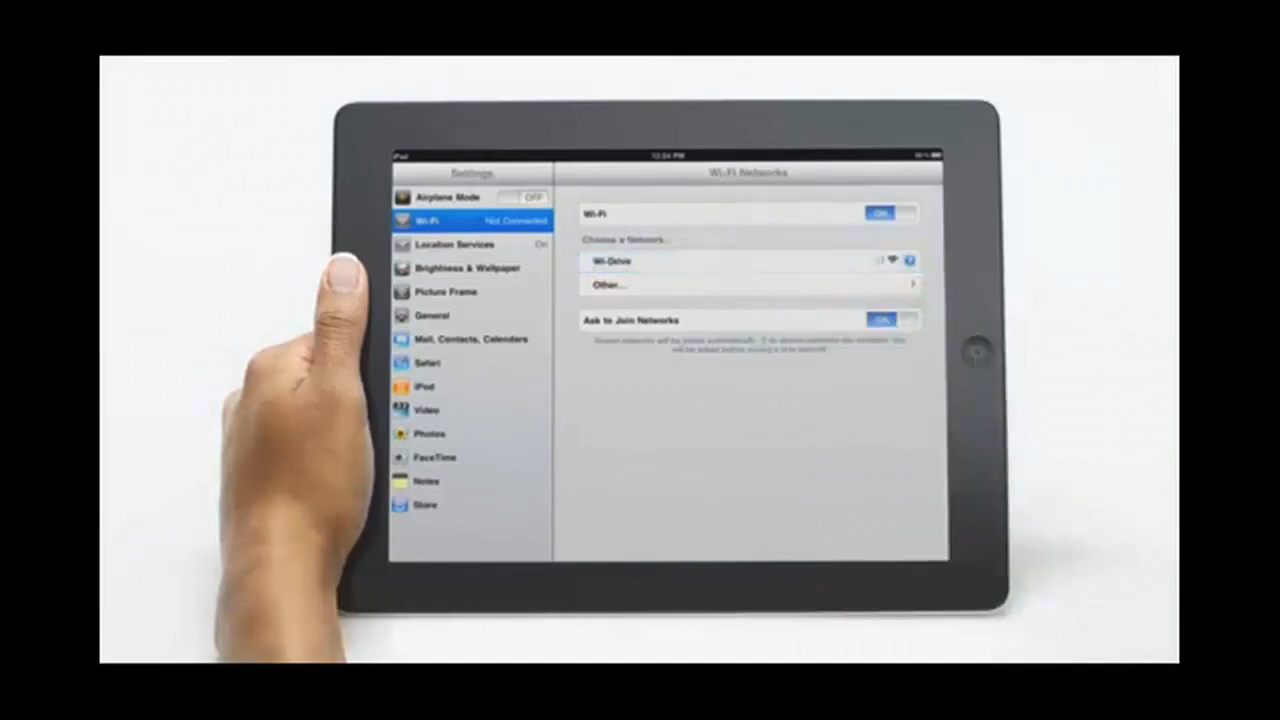 iPod
12:34 PM
Settings
Wi-Fi Networks
Airplane Mode OFF
Wi-Fi Not Connected
Location Services On
Brightness & Wallpaper
Picture Frame
General
Mail, Contacts, Calendars
Safari
iPod
Video
Photos
FaceTime
Notes
Store
Wi-Fi ON
Choose a Network...
Wi-Drive
Other...
Ask to Join Networks ON